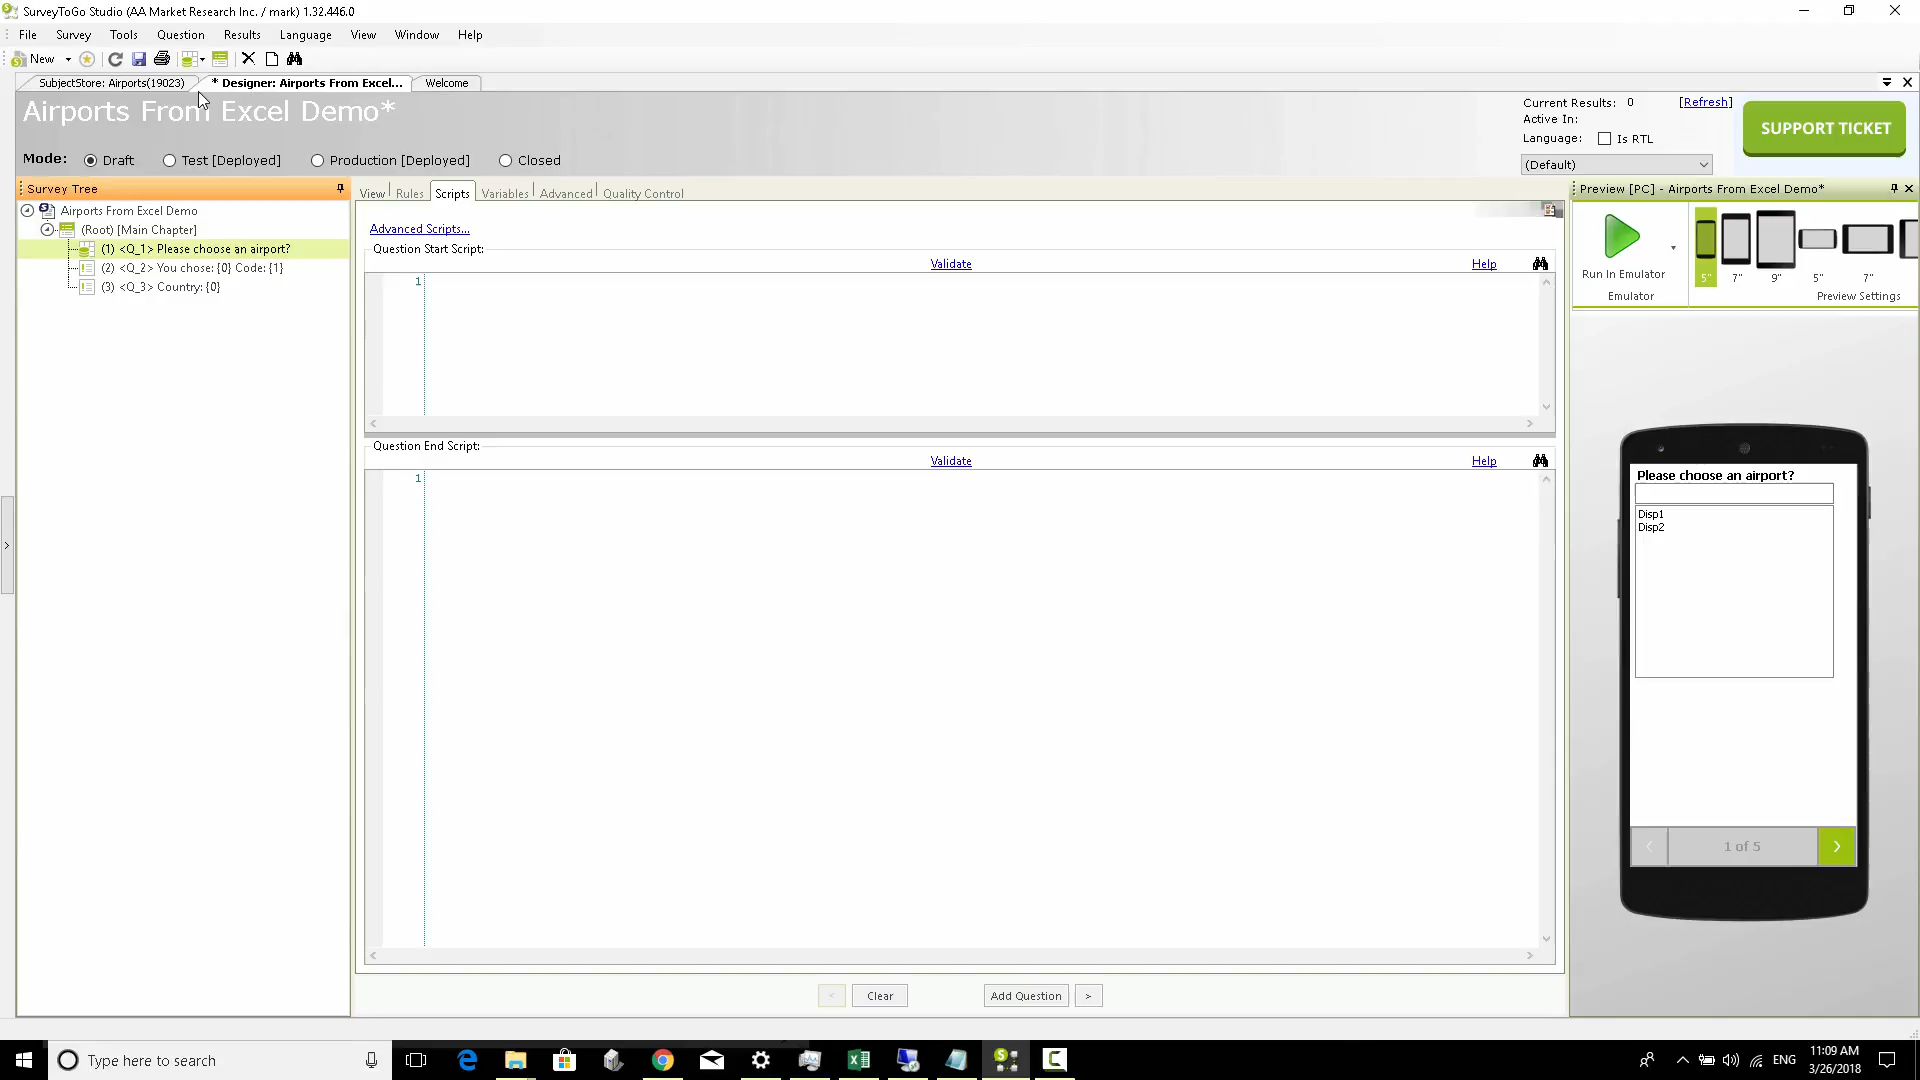 SurveyToGo Studio (AA Market Research Inc. / mark) 1.32.446.0
File Survey Tools Question Results Language View Window Help
New
SubjectStore: Airports(19023) * Designer: Airports From Excel... Welcome
Airports From Excel Demo*
Current Results: 0 [Refresh]
Active In:
Language: Is RTL
(Default)
SUPPORT TICKET
Mode: Draft Test [Deployed] Production [Deployed] Closed
Survey Tree
Airports From Excel Demo
(Root) [Main Chapter]
(1) <Q_1> Please choose an airport?
(2) <Q_2> You chose: {0} Code: {1}
(3) <Q_3> Country: {0}
View Rules Scripts Variables Advanced Quality Control
Advanced Scripts...
Question Start Script:
Validate Help
1
Question End Script:
Validate Help
1
< Clear Add Question >
Preview [PC] - Airports From Excel Demo*
Run In Emulator
Emulator
5" 7" 9" 5" 7"
Preview Settings
Please choose an airport?
Disp1
Disp2
1 of 5
Type here to search
ENG
11:09 AM
3/26/2018